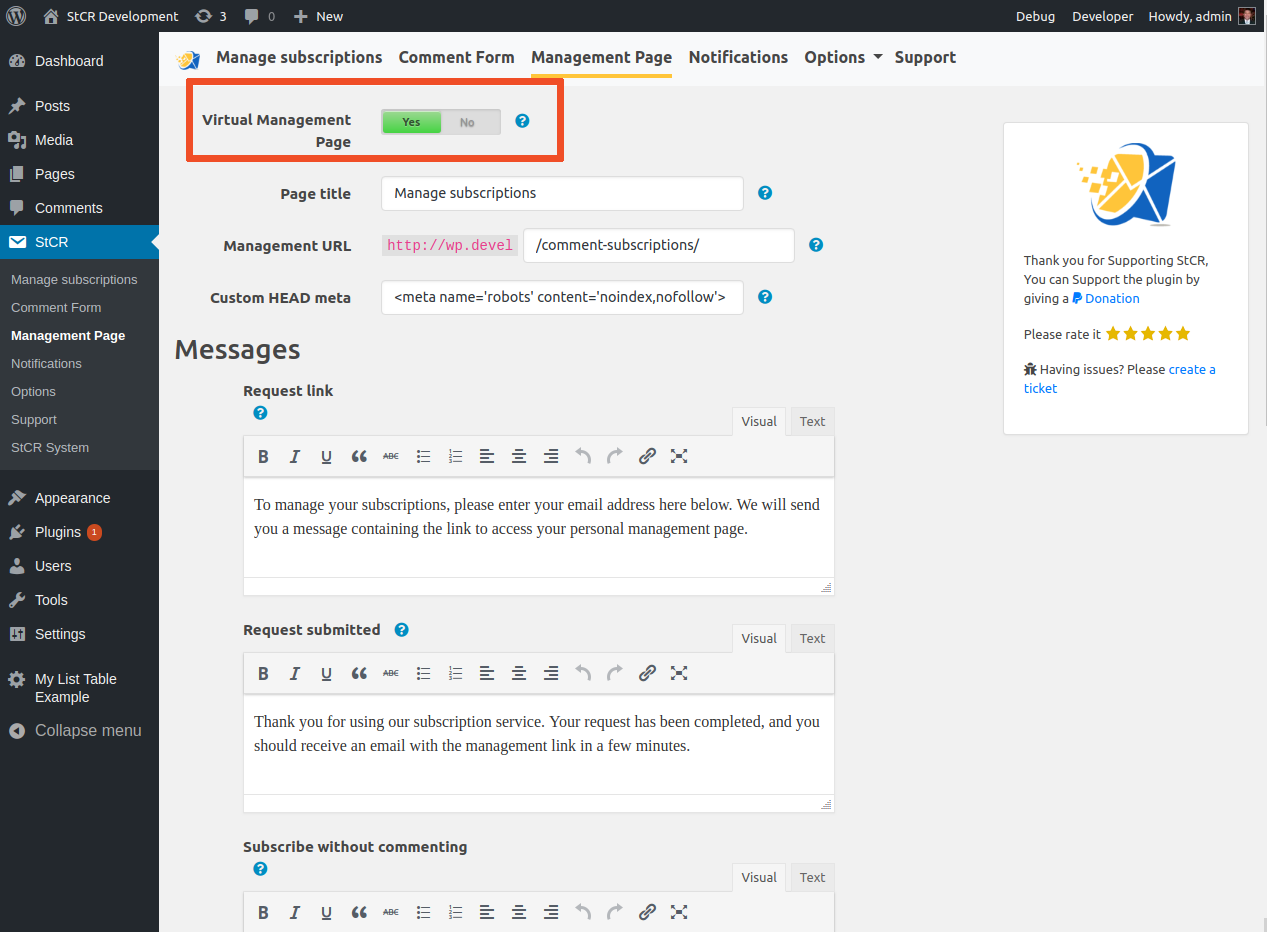 StCR Development 3 0 New Debug Developer Howdy, admin
Dashboard
Posts
Media
Pages
Comments
StCR
Manage subscriptions
Comment Form
Management Page
Notifications
Options
Support
StCR System
Appearance
Plugins 1
Users
Tools
Settings
My List Table
Example
Collapse menu
Manage subscriptions Comment Form Management Page Notifications Options Support
Virtual Management
Page
Yes No
Page title Manage subscriptions
Management URL http://wp.devel /comment-subscriptions/
Custom HEAD meta <meta name='robots' content='noindex,nofollow'>
Messages
Request link
Visual Text
B I U ABC
To manage your subscriptions, please enter your email address here below. We will send
you a message containing the link to access your personal management page.
Request submitted
Visual Text
B I U ABC
Thank you for using our subscription service. Your request has been completed, and you
should receive an email with the management link in a few minutes.
Subscribe without commenting
Visual Text
B I U ABC
Thank you for Supporting StCR,
You can Support the plugin by
giving a Donation
Please rate it
Having issues? Please create a
ticket